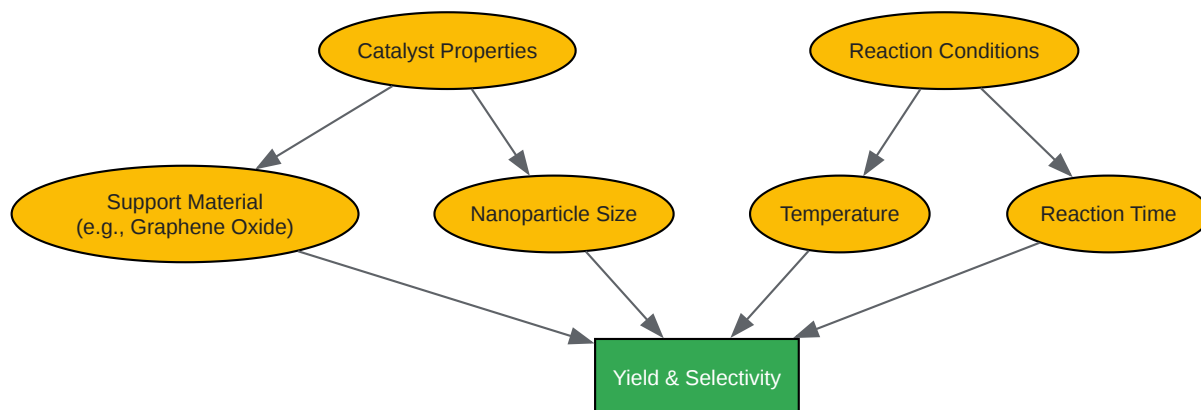 Catalyst Properties
Reaction Conditions
Support Material
(e.g., Graphene Oxide)
Nanoparticle Size
Temperature
Reaction Time
Yield & Selectivity